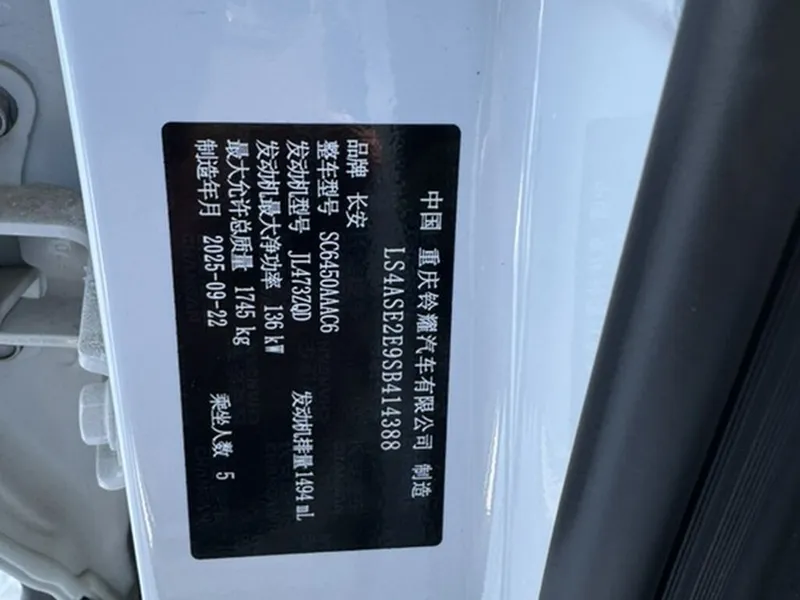 中国 重庆铃耀汽车有限公司 制造
LS4ASE2E9SB414388
品牌 长安
整车型号 SC6450AAAC6
发动机型号 JL473ZQD 发动机排量 1494 mL
发动机最大净功率 136 kW
最大允许总质量 1745 kg
制造年月 2025-09-22 乘坐人数 5